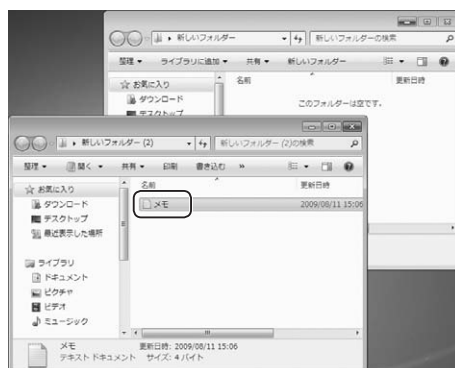 新しいフォルダー
新しいフォルダーの検索
整理 ライブラリに追加 共有 新しいフォルダー
お気に入り
ダウンロード
デスクトップ
名前 更新日時
このフォルダーは空です。
新しいフォルダー (2)
新しいフォルダー (2)の検索
整理 開く 共有 印刷 書き込む »
お気に入り
ダウンロード
デスクトップ
最近表示した場所
ライブラリ
ドキュメント
ピクチャ
ビデオ
ミュージック
名前 更新日時
メモ 2009/08/11 15:06
メモ 更新日時: 2009/08/11 15:06
テキスト ドキュメント サイズ: 4 バイト